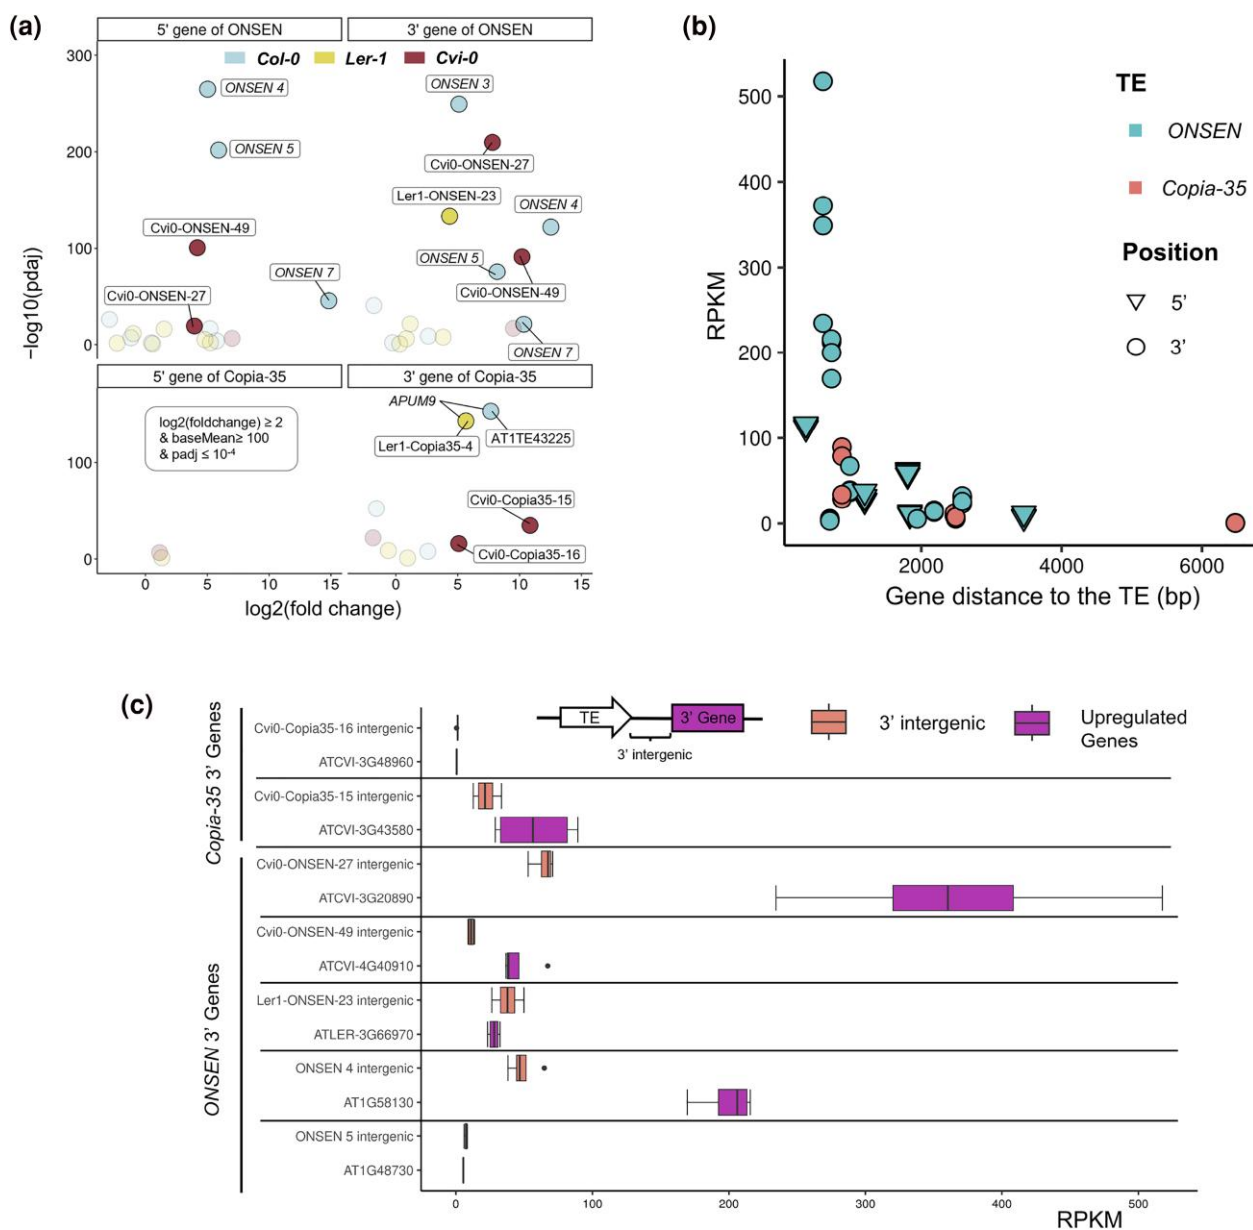 (a)
5' gene of ONSEN
3' gene of ONSEN
Col-0
Ler-1
Cvi-0
300
200
100
0
ONSEN 4
ONSEN 5
Cvi0-ONSEN-49
ONSEN 7
Cvi0-ONSEN-27
ONSEN 3
Cvi0-ONSEN-27
Ler1-ONSEN-23
ONSEN 4
ONSEN 5
Cvi0-ONSEN-49
ONSEN 7
−log10(pdaj)
5' gene of Copia-35
3' gene of Copia-35
log2(foldchange) ≥ 2
& baseMean≥ 100
& padj ≤ 10⁻⁴
APUM9
AT1TE43225
Ler1-Copia35-4
Cvi0-Copia35-15
Cvi0-Copia35-16
100
0
0 5 10 15
0 5 10 15
log2(fold change)
(b)
500
400
300
200
100
0
RPKM
2000 4000 6000
Gene distance to the TE (bp)
TE
ONSEN
Copia-35
Position
5'
3'
(c)
Copia-35 3' Genes
ONSEN 3' Genes
TE
3' Gene
3' intergenic
3' intergenic
Upregulated
Genes
Cvi0-Copia35-16 intergenic
ATCVI-3G48960
Cvi0-Copia35-15 intergenic
ATCVI-3G43580
Cvi0-ONSEN-27 intergenic
ATCVI-3G20890
Cvi0-ONSEN-49 intergenic
ATCVI-4G40910
Ler1-ONSEN-23 intergenic
ATLER-3G66970
ONSEN 4 intergenic
AT1G58130
ONSEN 5 intergenic
AT1G48730
0 100 200 300 400 500
RPKM